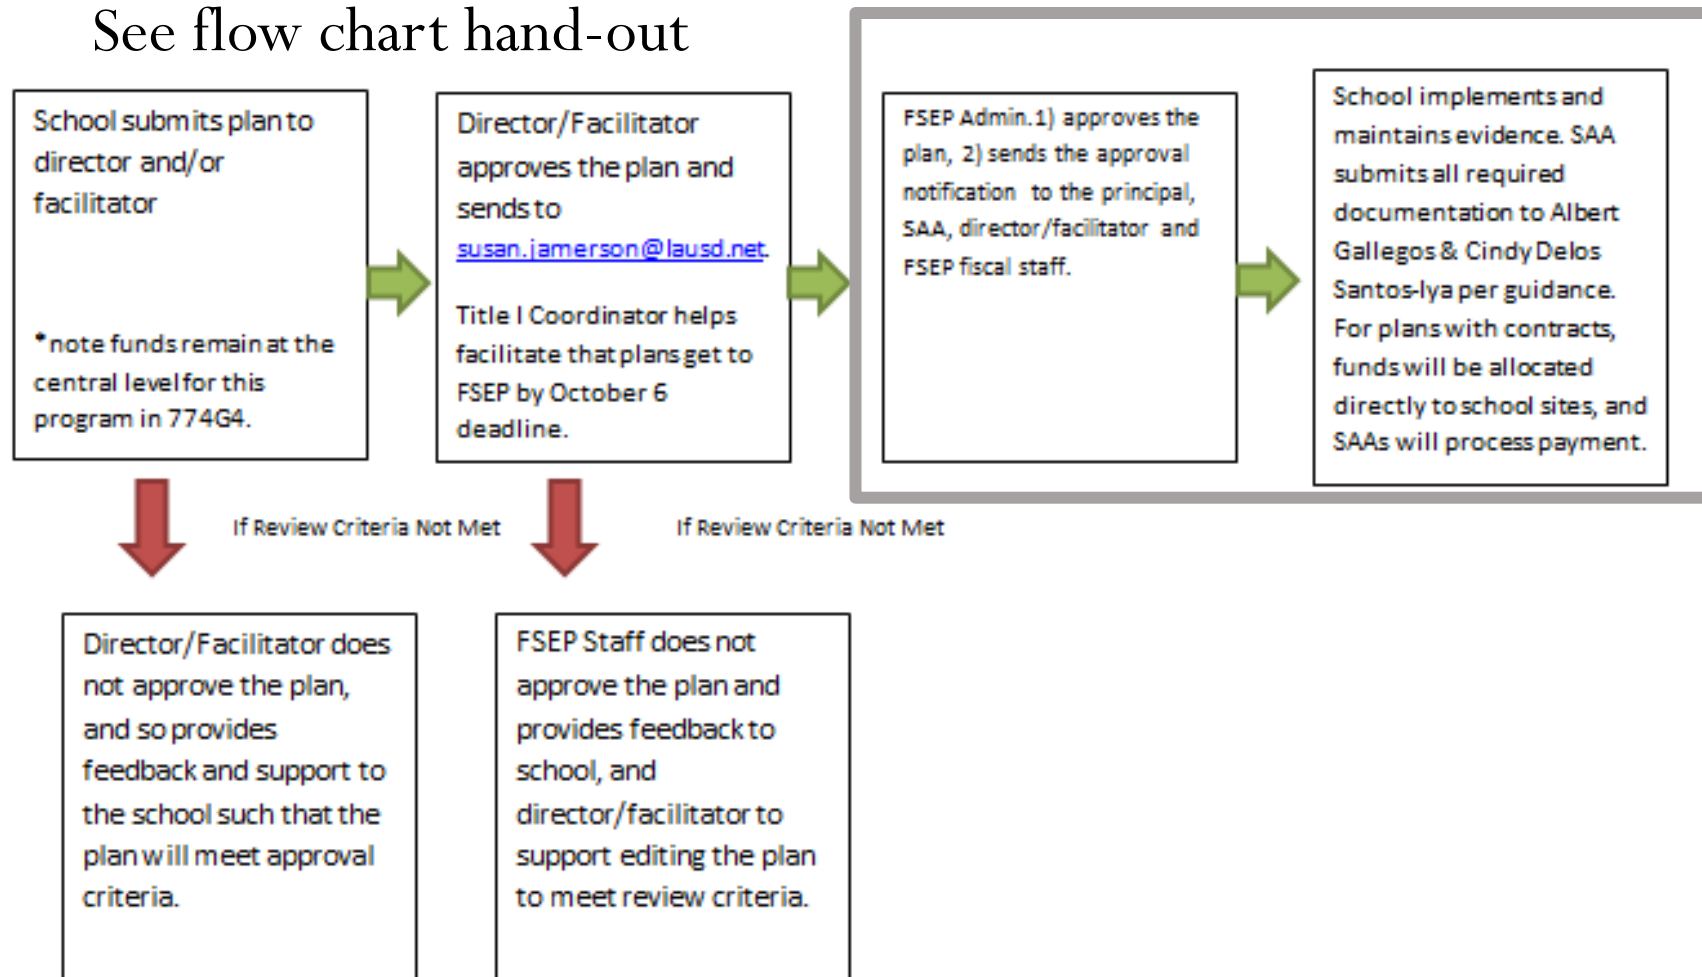 See flow chart hand-out
School submits plan to
director and/or
facilitator
*note funds remain at the
central level for this
program in 774G4.
Director/Facilitator
approves the plan and
sends to
susan.jamerson@lausd.net.
Title I Coordinator helps
facilitate that plans get to
FSEP by October 6
deadline.
FSEP Admin.1) approves the
plan, 2) sends the approval
notification to the principal,
SAA, director/facilitator and
FSEP fiscal staff.
School implements and
maintains evidence. SAA
submits all required
documentation to Albert
Gallegos & Cindy Delos
Santos-Iya per guidance.
For plans with contracts,
funds will be allocated
directly to school sites, and
SAAs will process payment.
If Review Criteria Not Met
If Review Criteria Not Met
Director/Facilitator does
not approve the plan,
and so provides
feedback and support to
the school such that the
plan will meet approval
criteria.
FSEP Staff does not
approve the plan and
provides feedback to
school, and
director/facilitator to
support editing the plan
to meet review criteria.